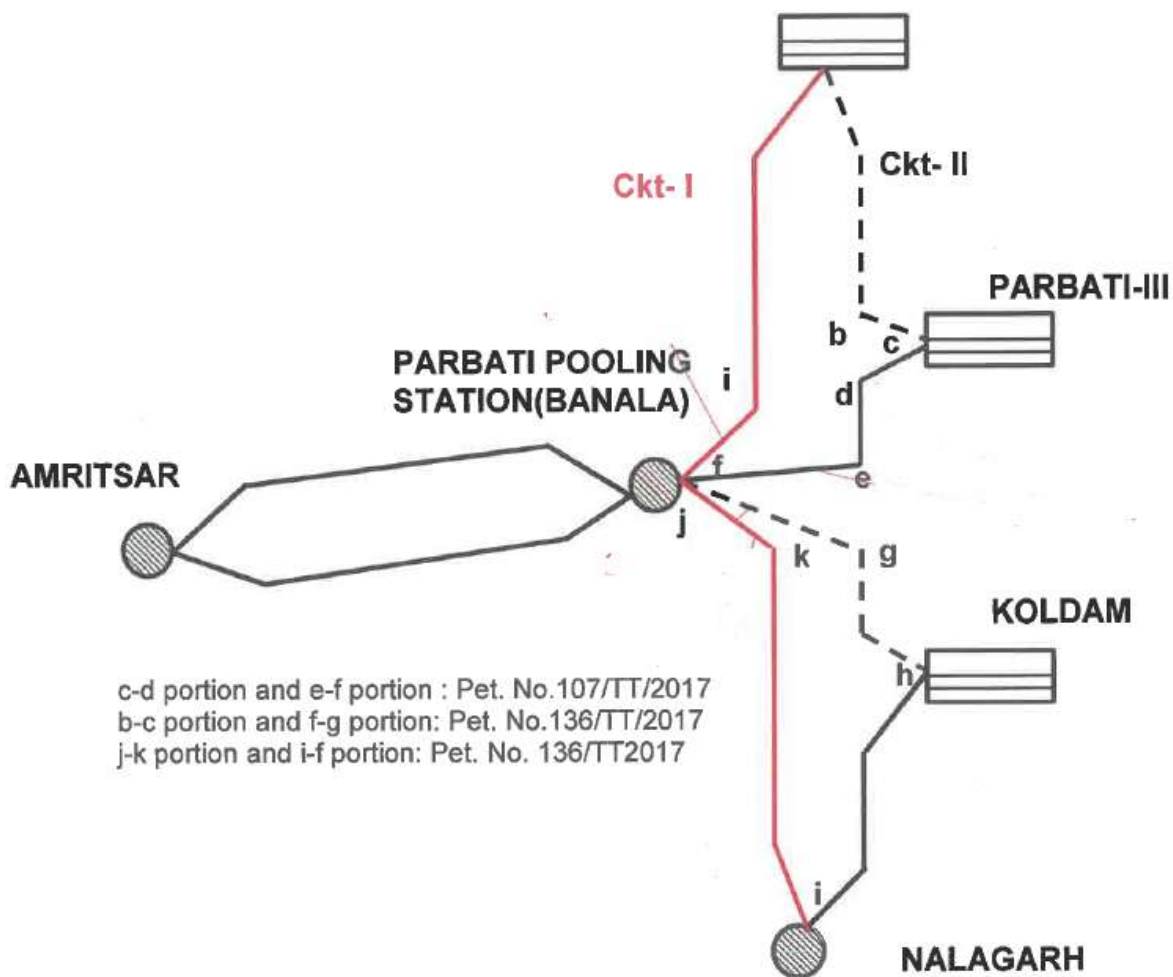 Ckt- I
Ckt- II
PARBATI-III
b
c
PARBATI POOLING
STATION(BANALA)
i
d
AMRITSAR
f
e
j
k
g
KOLDAM
h
c-d portion and e-f portion : Pet. No.107/TT/2017
b-c portion and f-g portion: Pet. No.136/TT/2017
j-k portion and i-f portion: Pet. No. 136/TT2017
i
NALAGARH